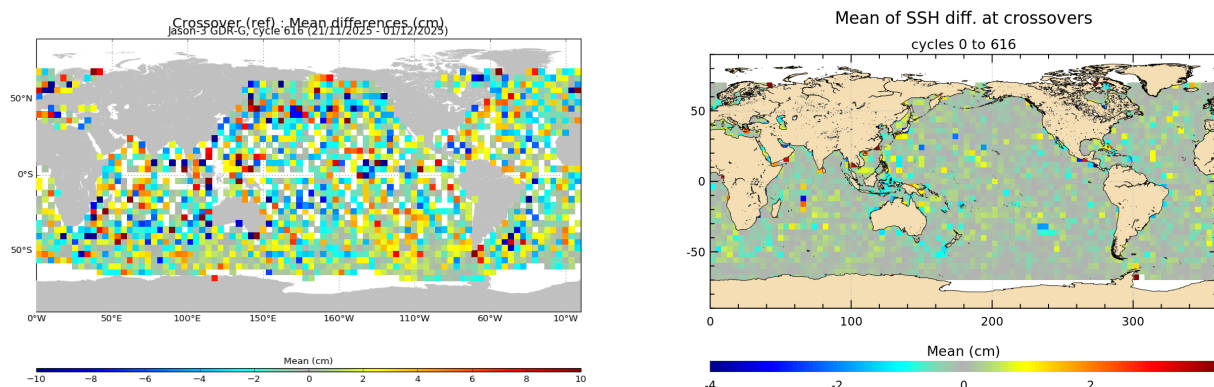 Crossover (ref) : Mean differences (cm)
Jason-3 GDR-G, cycle 616 (21/11/2025 - 01/12/2025)
50°N
0°S
50°S
0°W 50°E 100°E 150°E 160°W 110°W 60°W 10°W
Mean (cm)
−10 −8 −6 −4 −2 0 2 4 6 8 10
Mean of SSH diff. at crossovers
cycles 0 to 616
50
0
-50
0 100 200 300
Mean (cm)
-4 -2 0 2